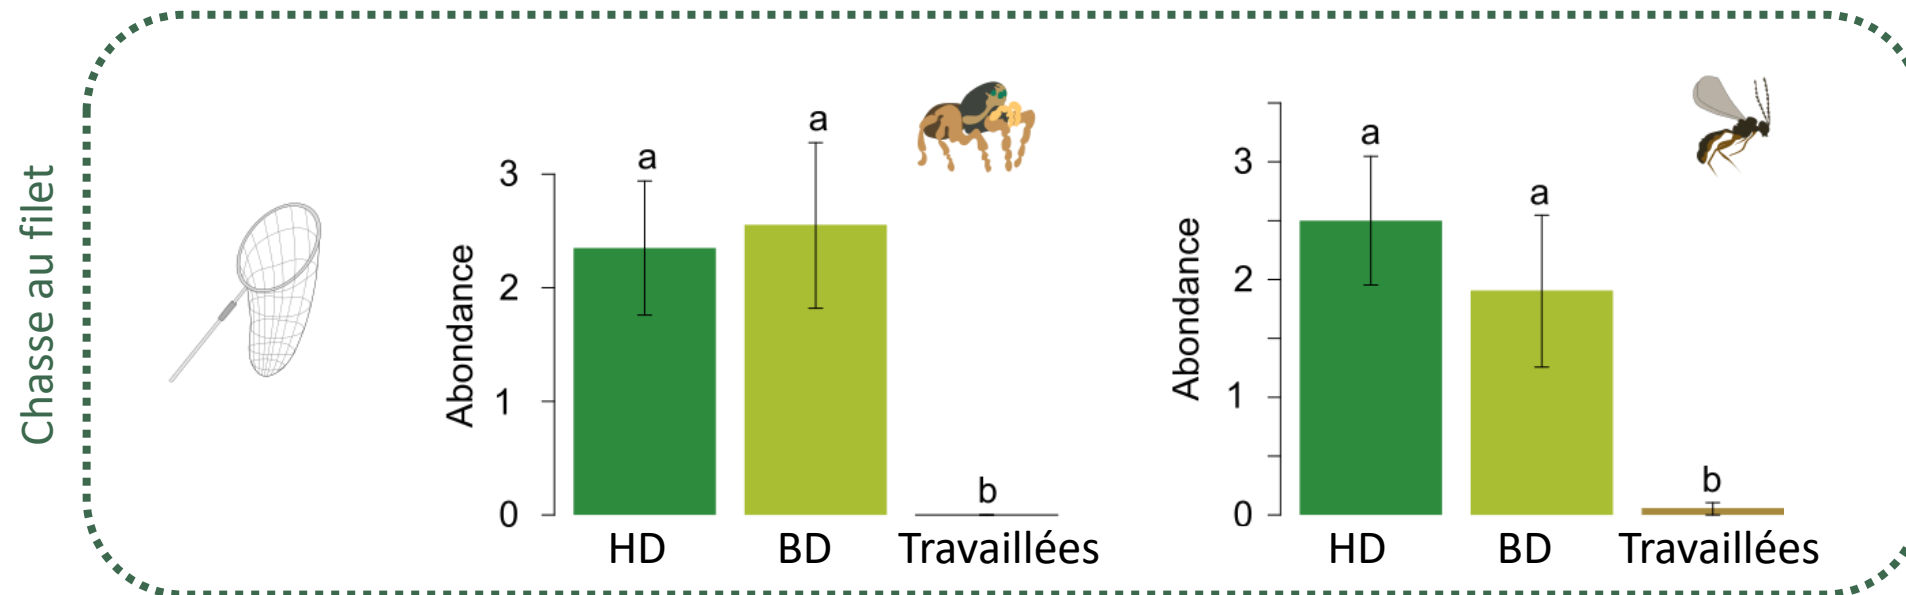 Chasse au filet
Abondance
3
2
1
0
a
a
b
HD
BD
Travaillées
Abondance
3
2
1
0
a
a
b
HD
BD
Travaillées